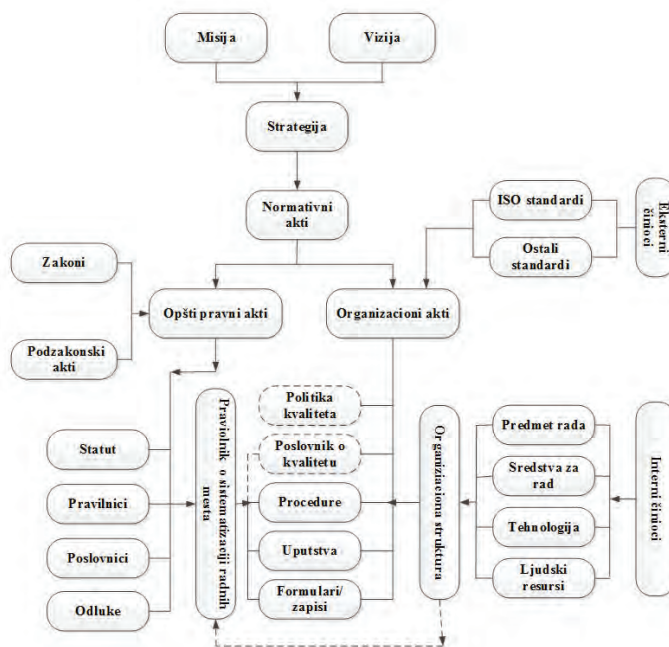 Misija
Vizija
Strategija
Normativni
akti
ISO standardi
Ostali
standardi
Eksterni
činioci
Zakoni
Podzakonski
akti
Opšti pravni akti
Organizacioni akti
Statut
Pravilnici
Poslovnici
Odluke
Praviolnik o sistematizaciji radnih
mesta
Politika
kvaliteta
Poslovnik o
kvalitetu
Procedure
Uputstva
Formulari/
zapisi
Organiziaciona struktura
Predmet rada
Sredstva za
rad
Tehnologija
Ljudski
resursi
Interni činioci